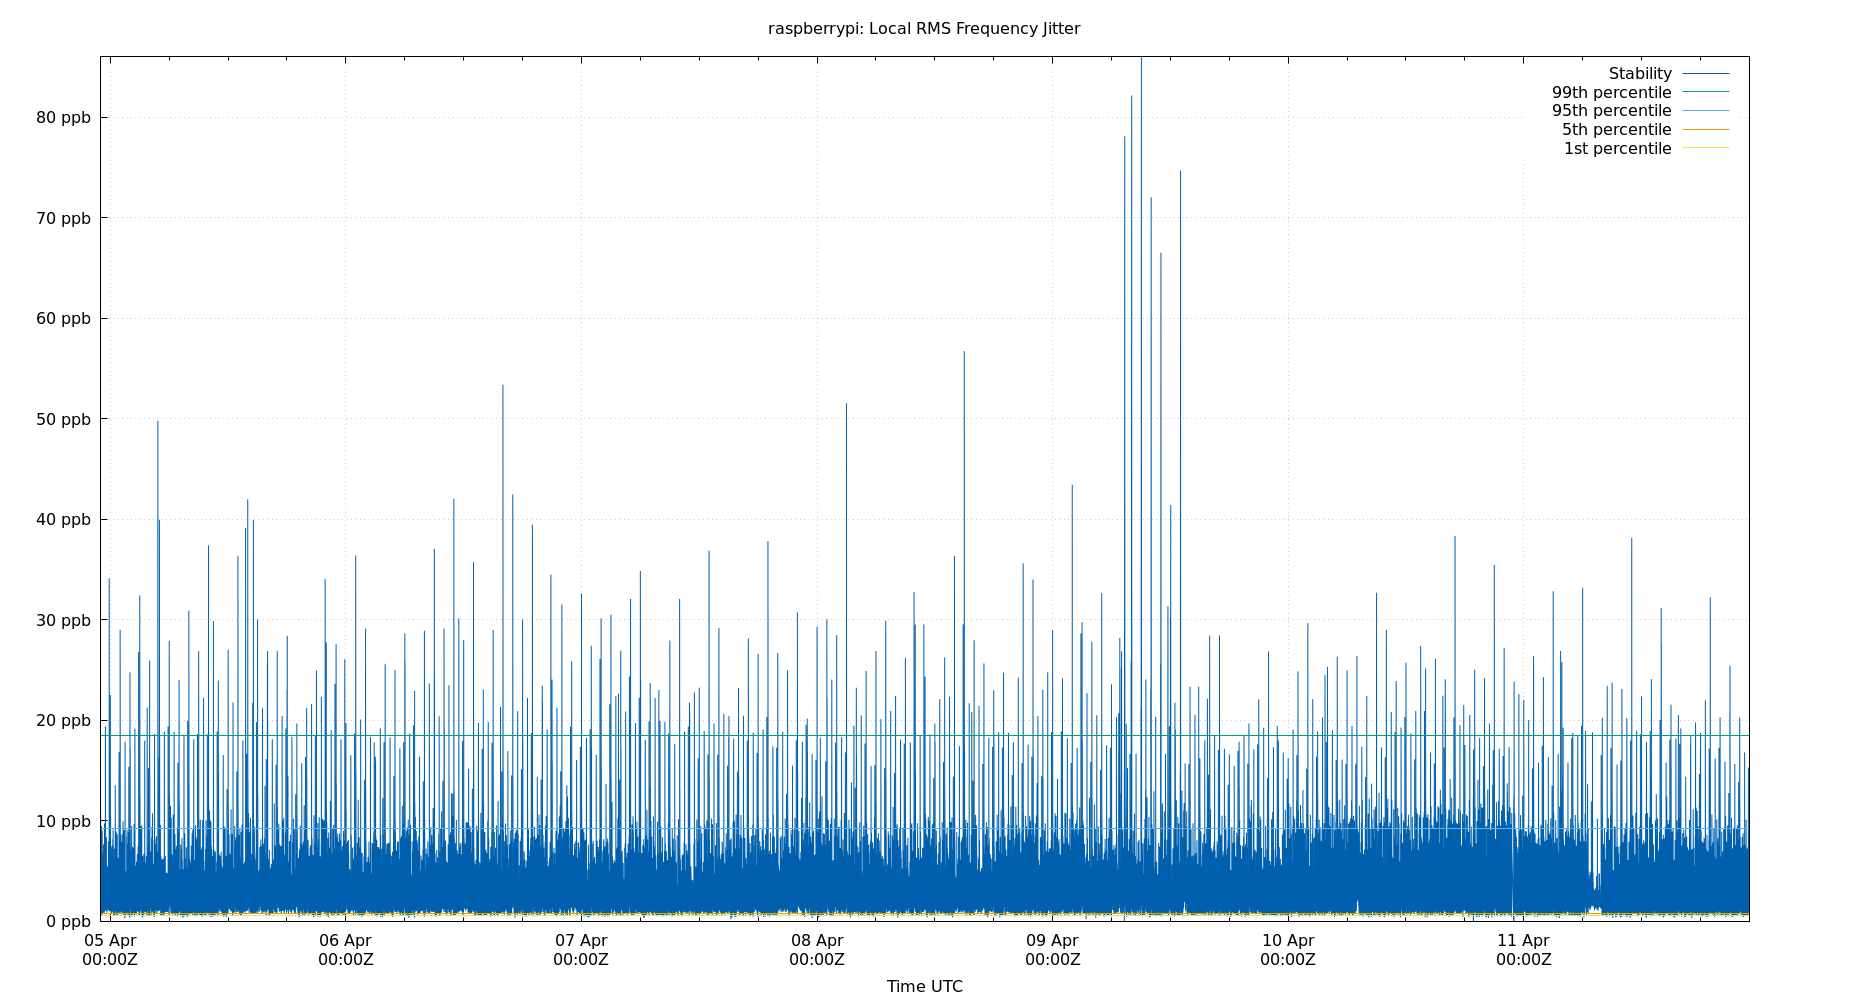 raspberrypi: Local RMS Frequency Jitter
Stability
99th percentile
95th percentile
5th percentile
1st percentile
80 ppb
70 ppb
60 ppb
50 ppb
40 ppb
30 ppb
20 ppb
10 ppb
0 ppb
05 Apr 06 Apr 07 Apr 08 Apr 09 Apr 10 Apr 11 Apr
00:00Z 00:00Z 00:00Z 00:00Z 00:00Z 00:00Z 00:00Z
Time UTC